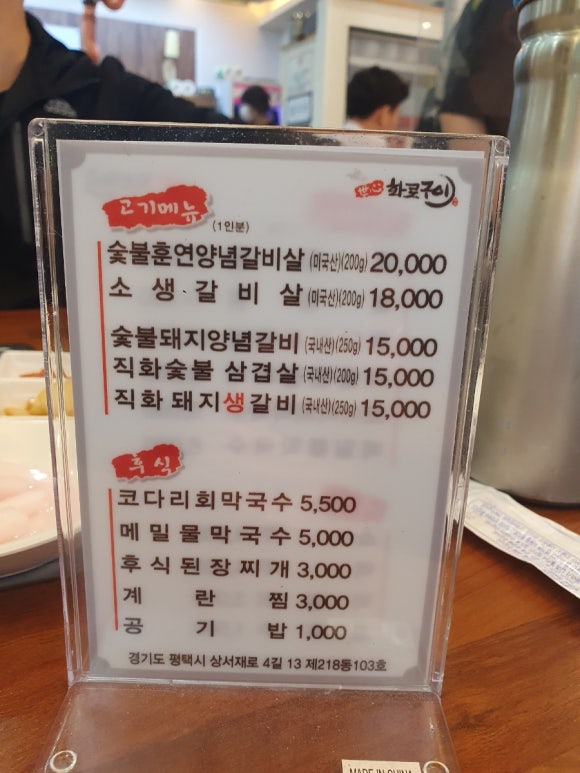 世心 화로구이
고기메뉴
(1인분)
숯불훈연양념갈비살 (미국산)(200g) 20,000
소 생 갈 비 살 (미국산)(200g) 18,000
숯불돼지양념갈비 (국내산)(250g) 15,000
직화숯불 삼겹살 (국내산)(200g) 15,000
직화 돼지생갈비 (국내산)(250g) 15,000
후식
코다리회막국수 5,500
메밀물막국수 5,000
후식된장찌개 3,000
계 란 찜 3,000
공 기 밥 1,000
경기도 평택시 상서재로 4길 13 제218동103호
MADE IN CHINA